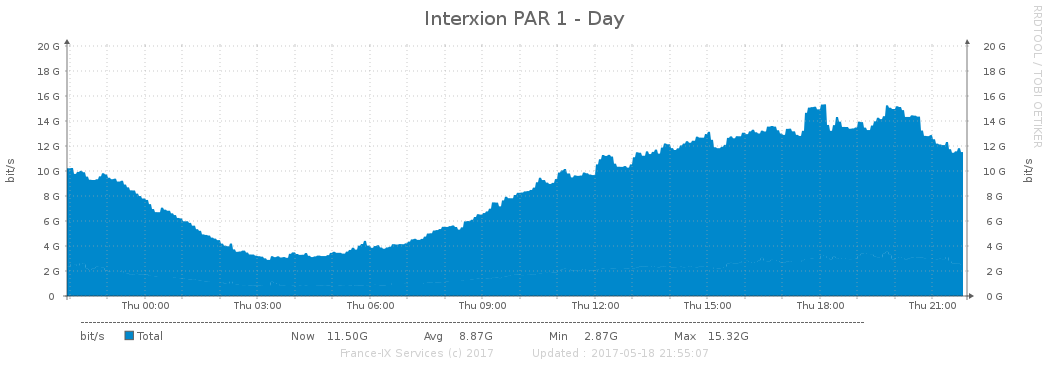 Interxion PAR 1 - Day
RRDTOOL / TOBI OETIKER
bit/s
20 G 20 G
18 G 18 G
16 G 16 G
14 G 14 G
12 G 12 G
10 G 10 G
8 G 8 G
6 G 6 G
4 G 4 G
2 G 2 G
0 0 G
bit/s
Thu 00:00 Thu 03:00 Thu 06:00 Thu 09:00 Thu 12:00 Thu 15:00 Thu 18:00 Thu 21:00
bit/s Total Now 11.50G Avg 8.87G Min 2.87G Max 15.32G
France-IX Services (c) 2017 Updated : 2017-05-18 21:55:07